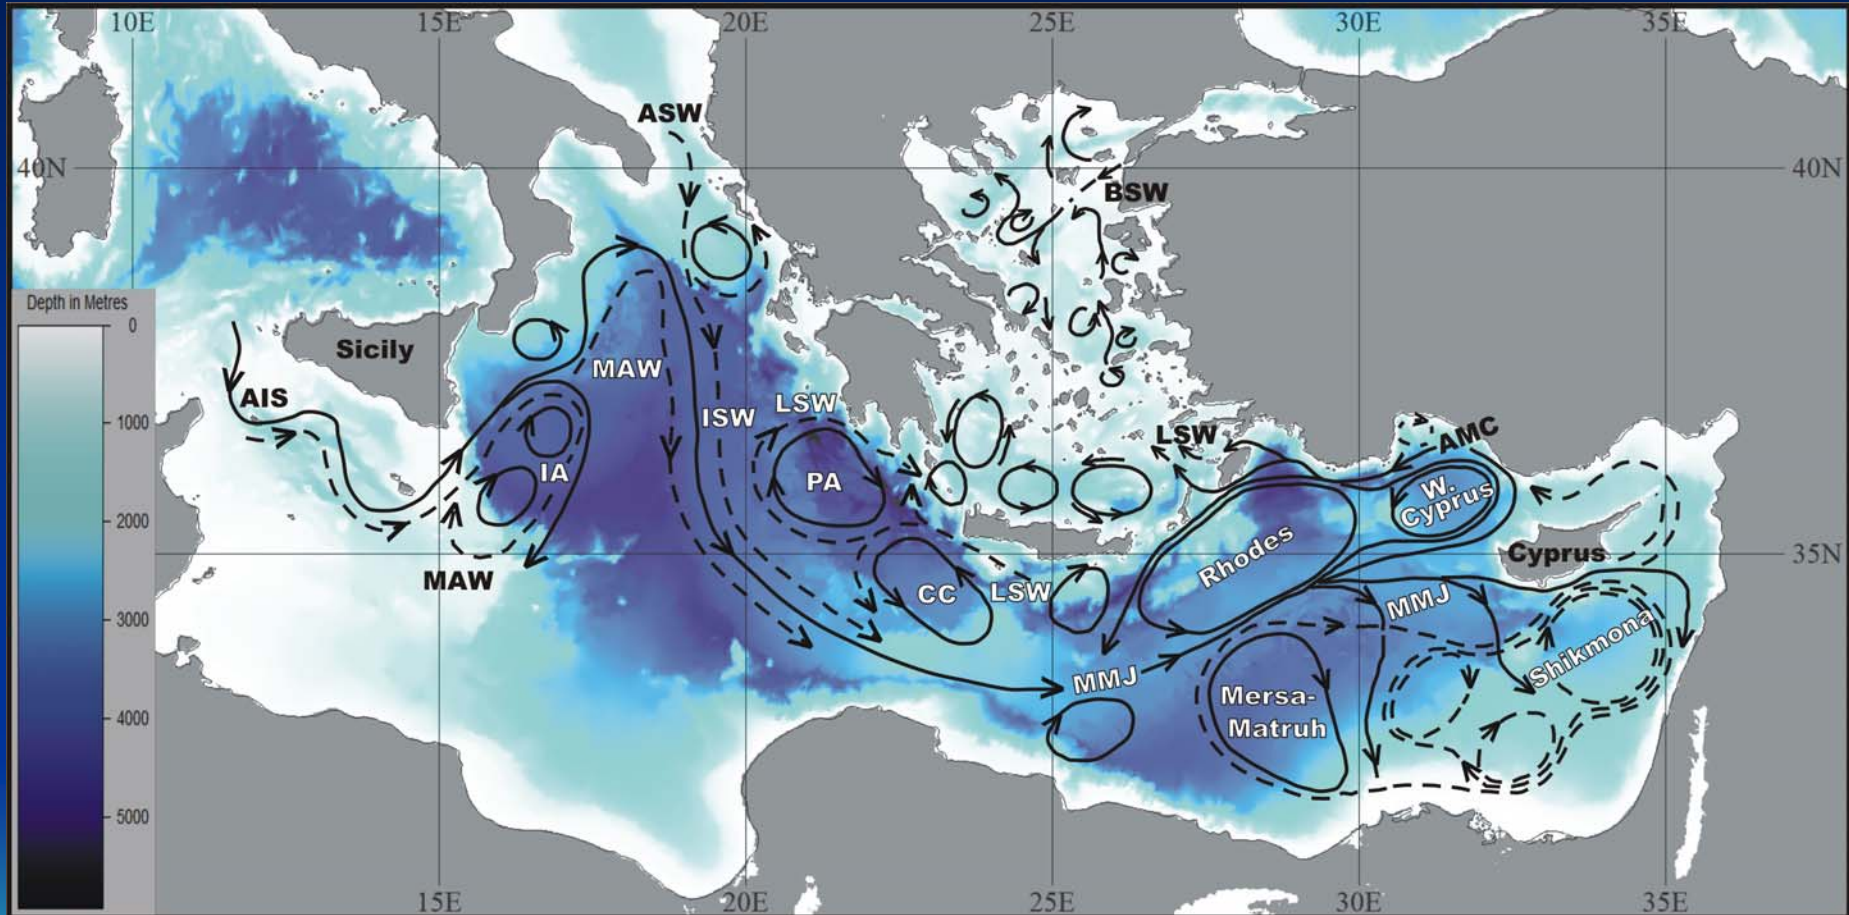 10E 15E 20E 25E 30E 35E
ASW
40N 40N
BSW
Depth in Metres
0
1000
2000
3000
4000
5000
Sicily
AIS
MAW
ISW
LSW
IA
PA
MAW
LSW
AMC
W.
Cyprus
Rhodes
Cyprus
35N
CC
LSW
MMJ
MMJ
Shikmona
Mersa-
Matruh
15E 20E 25E 30E 35E